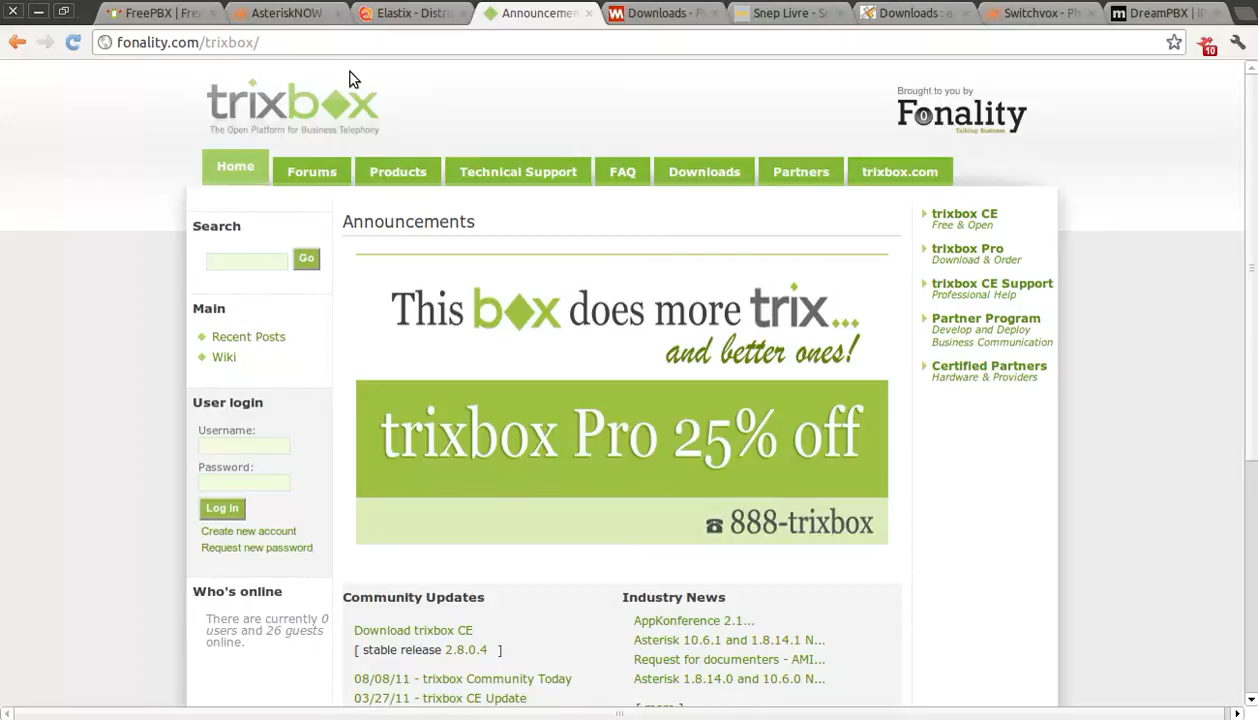 FreePBX | Fre
AsteriskNOW
Elastix - Distr
Announcemen
Downloads - P
Snep Livre - S
Downloads : e
Switchvox - Ph
DreamPBX | I
fonality.com/trixbox/
10
trixbox
The Open Platform for Business Telephony
Brought to you by
Fonality
Talking Business
Home
Forums
Products
Technical Support
FAQ
Downloads
Partners
trixbox.com
Search
Go
Main
Recent Posts
Wiki
User login
Username:
Password:
Log in
Create new account
Request new password
Who's online
There are currently 0
users and 26 guests
online.
Announcements
This box does more trix...
and better ones!
trixbox Pro 25% off
888-trixbox
Community Updates
Download trixbox CE
[ stable release 2.8.0.4 ]
08/08/11 - trixbox Community Today
03/27/11 - trixbox CE Update
Industry News
AppKonference 2.1...
Asterisk 10.6.1 and 1.8.14.1 N...
Request for documenters - AMI...
Asterisk 1.8.14.0 and 10.6.0 N...
trixbox CE
Free & Open
trixbox Pro
Download & Order
trixbox CE Support
Professional Help
Partner Program
Develop and Deploy
Business Communication
Certified Partners
Hardware & Providers